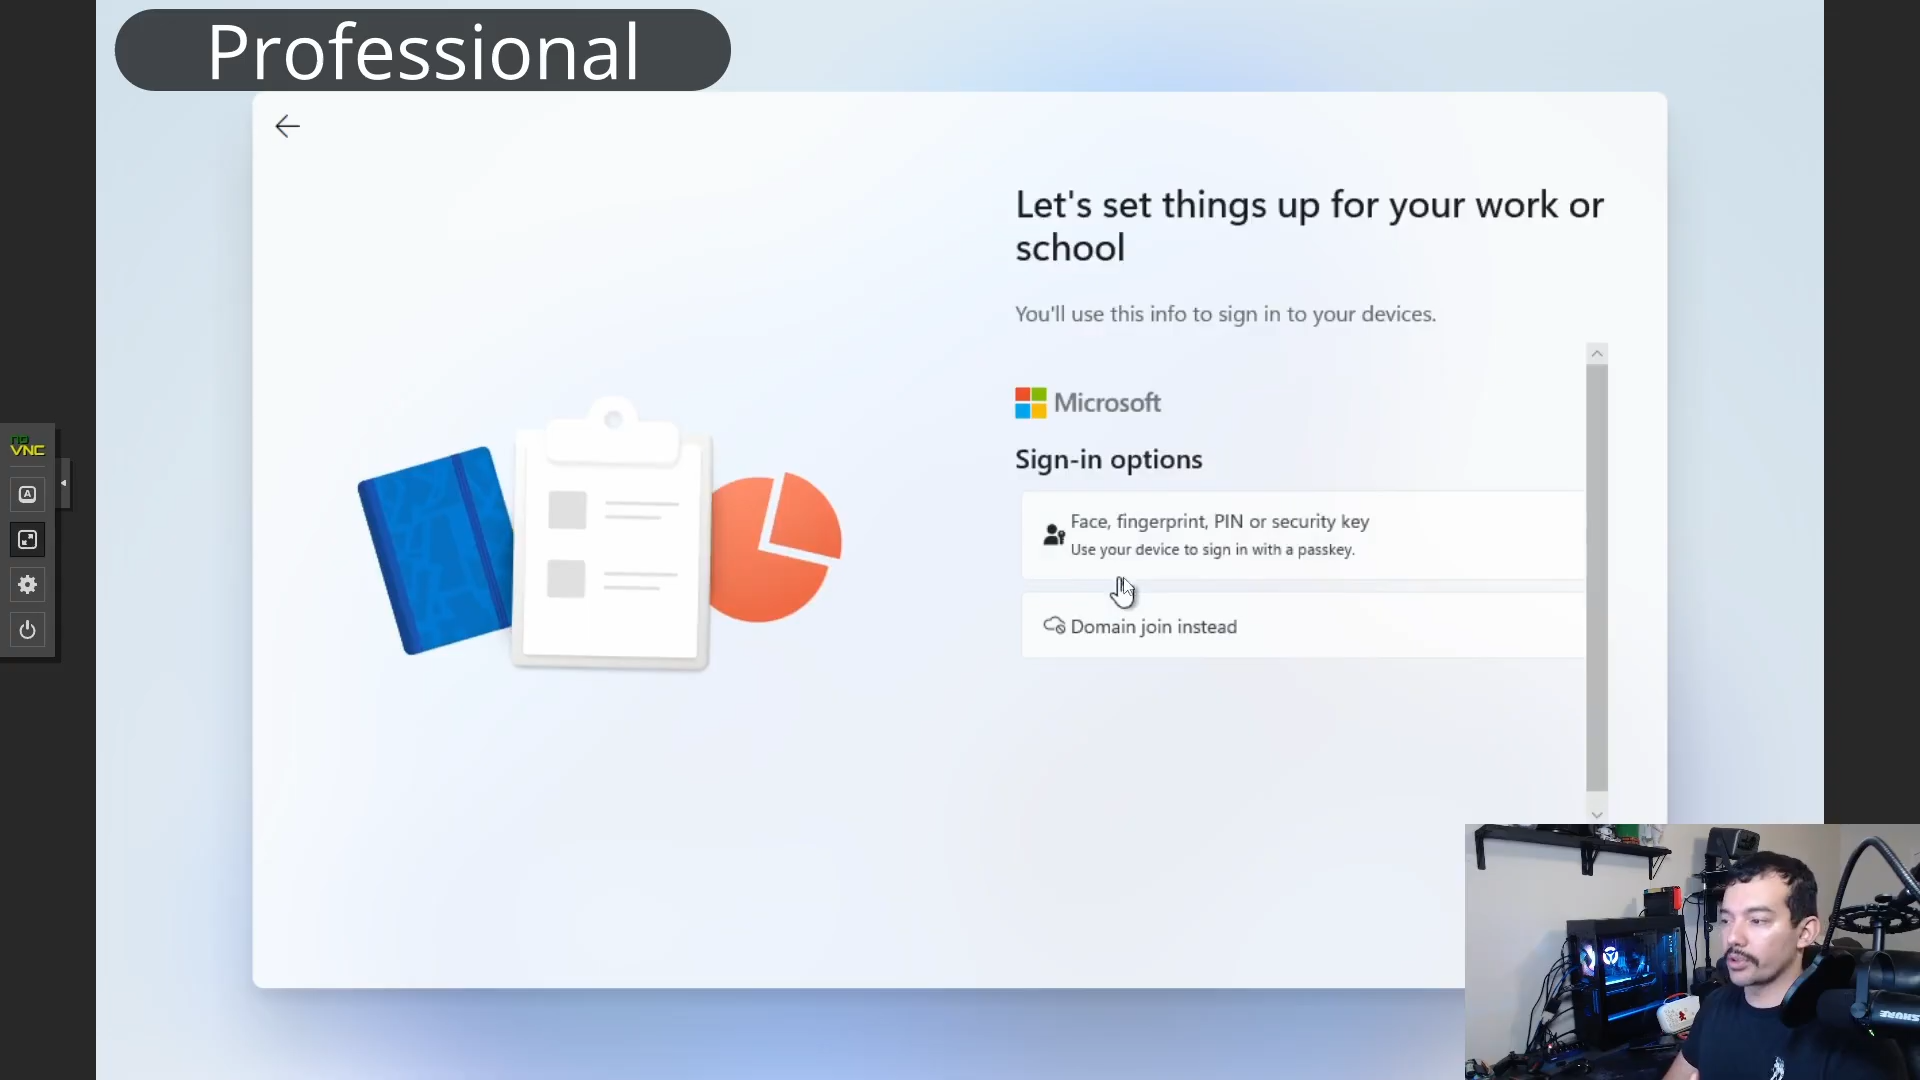 Professional
Let's set things up for your work or
school
You'll use this info to sign in to your devices.
Microsoft
Sign-in options
Face, fingerprint, PIN or security key
Use your device to sign in with a passkey.
Domain join instead
no
VNC
A
SHURE